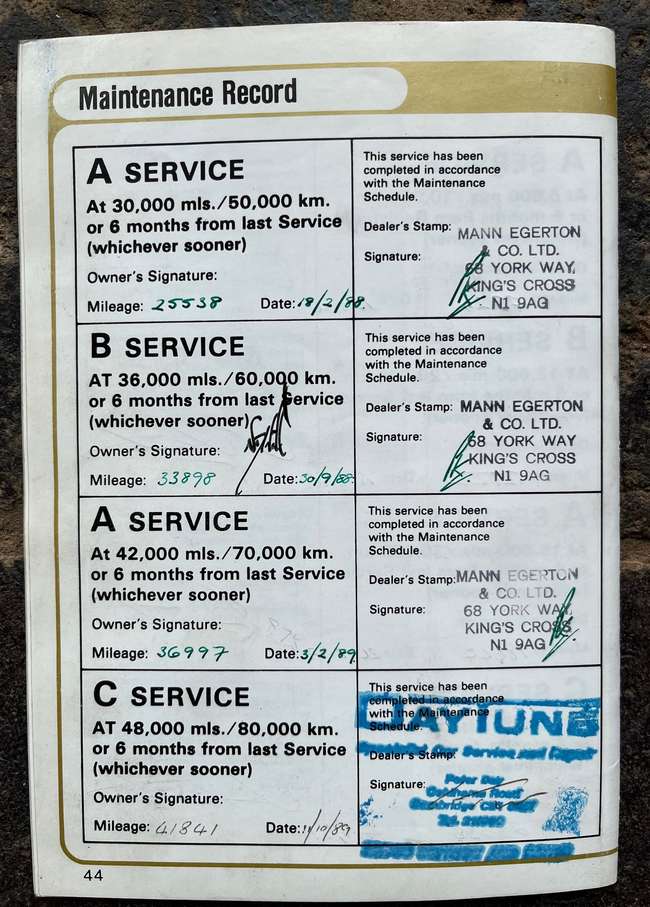 Maintenance Record
A SERVICE
At 30,000 mls./50,000 km.
or 6 months from last Service
(whichever sooner)
Owner's Signature:
Mileage: 25538 Date: 18/2/88.
This service has been
completed in accordance
with the Maintenance
Schedule.
Dealer's Stamp: MANN EGERTON
& CO. LTD.
Signature: 68 YORK WAY,
KING'S CROSS
N1 9AG
B SERVICE
AT 36,000 mls./60,000 km.
or 6 months from last Service
(whichever sooner)
Owner's Signature:
Mileage: 33898 Date: 30/9/88.
This service has been
completed in accordance
with the Maintenance
Schedule.
Dealer's Stamp: MANN EGERTON
& CO. LTD.
Signature: 68 YORK WAY
KING'S CROSS
N1 9AG
A SERVICE
At 42,000 mls./70,000 km.
or 6 months from last Service
(whichever sooner)
Owner's Signature:
Mileage: 36997 Date: 3/2/89
This service has been
completed in accordance
with the Maintenance
Schedule.
Dealer's Stamp: MANN EGERTON
& CO. LTD.
Signature: 68 YORK WAY,
KING'S CROSS
N1 9AG
C SERVICE
AT 48,000 mls./80,000 km.
or 6 months from last Service
(whichever sooner)
Owner's Signature:
Mileage: 41841 Date: 11/10/89
This service has been
completed in accordance
with the Maintenance
Schedule.
DAYTUNE
Service and Repair
Dealer's Stamp:
Signature: Peter Day
Road
Cambridge
Tel.
44